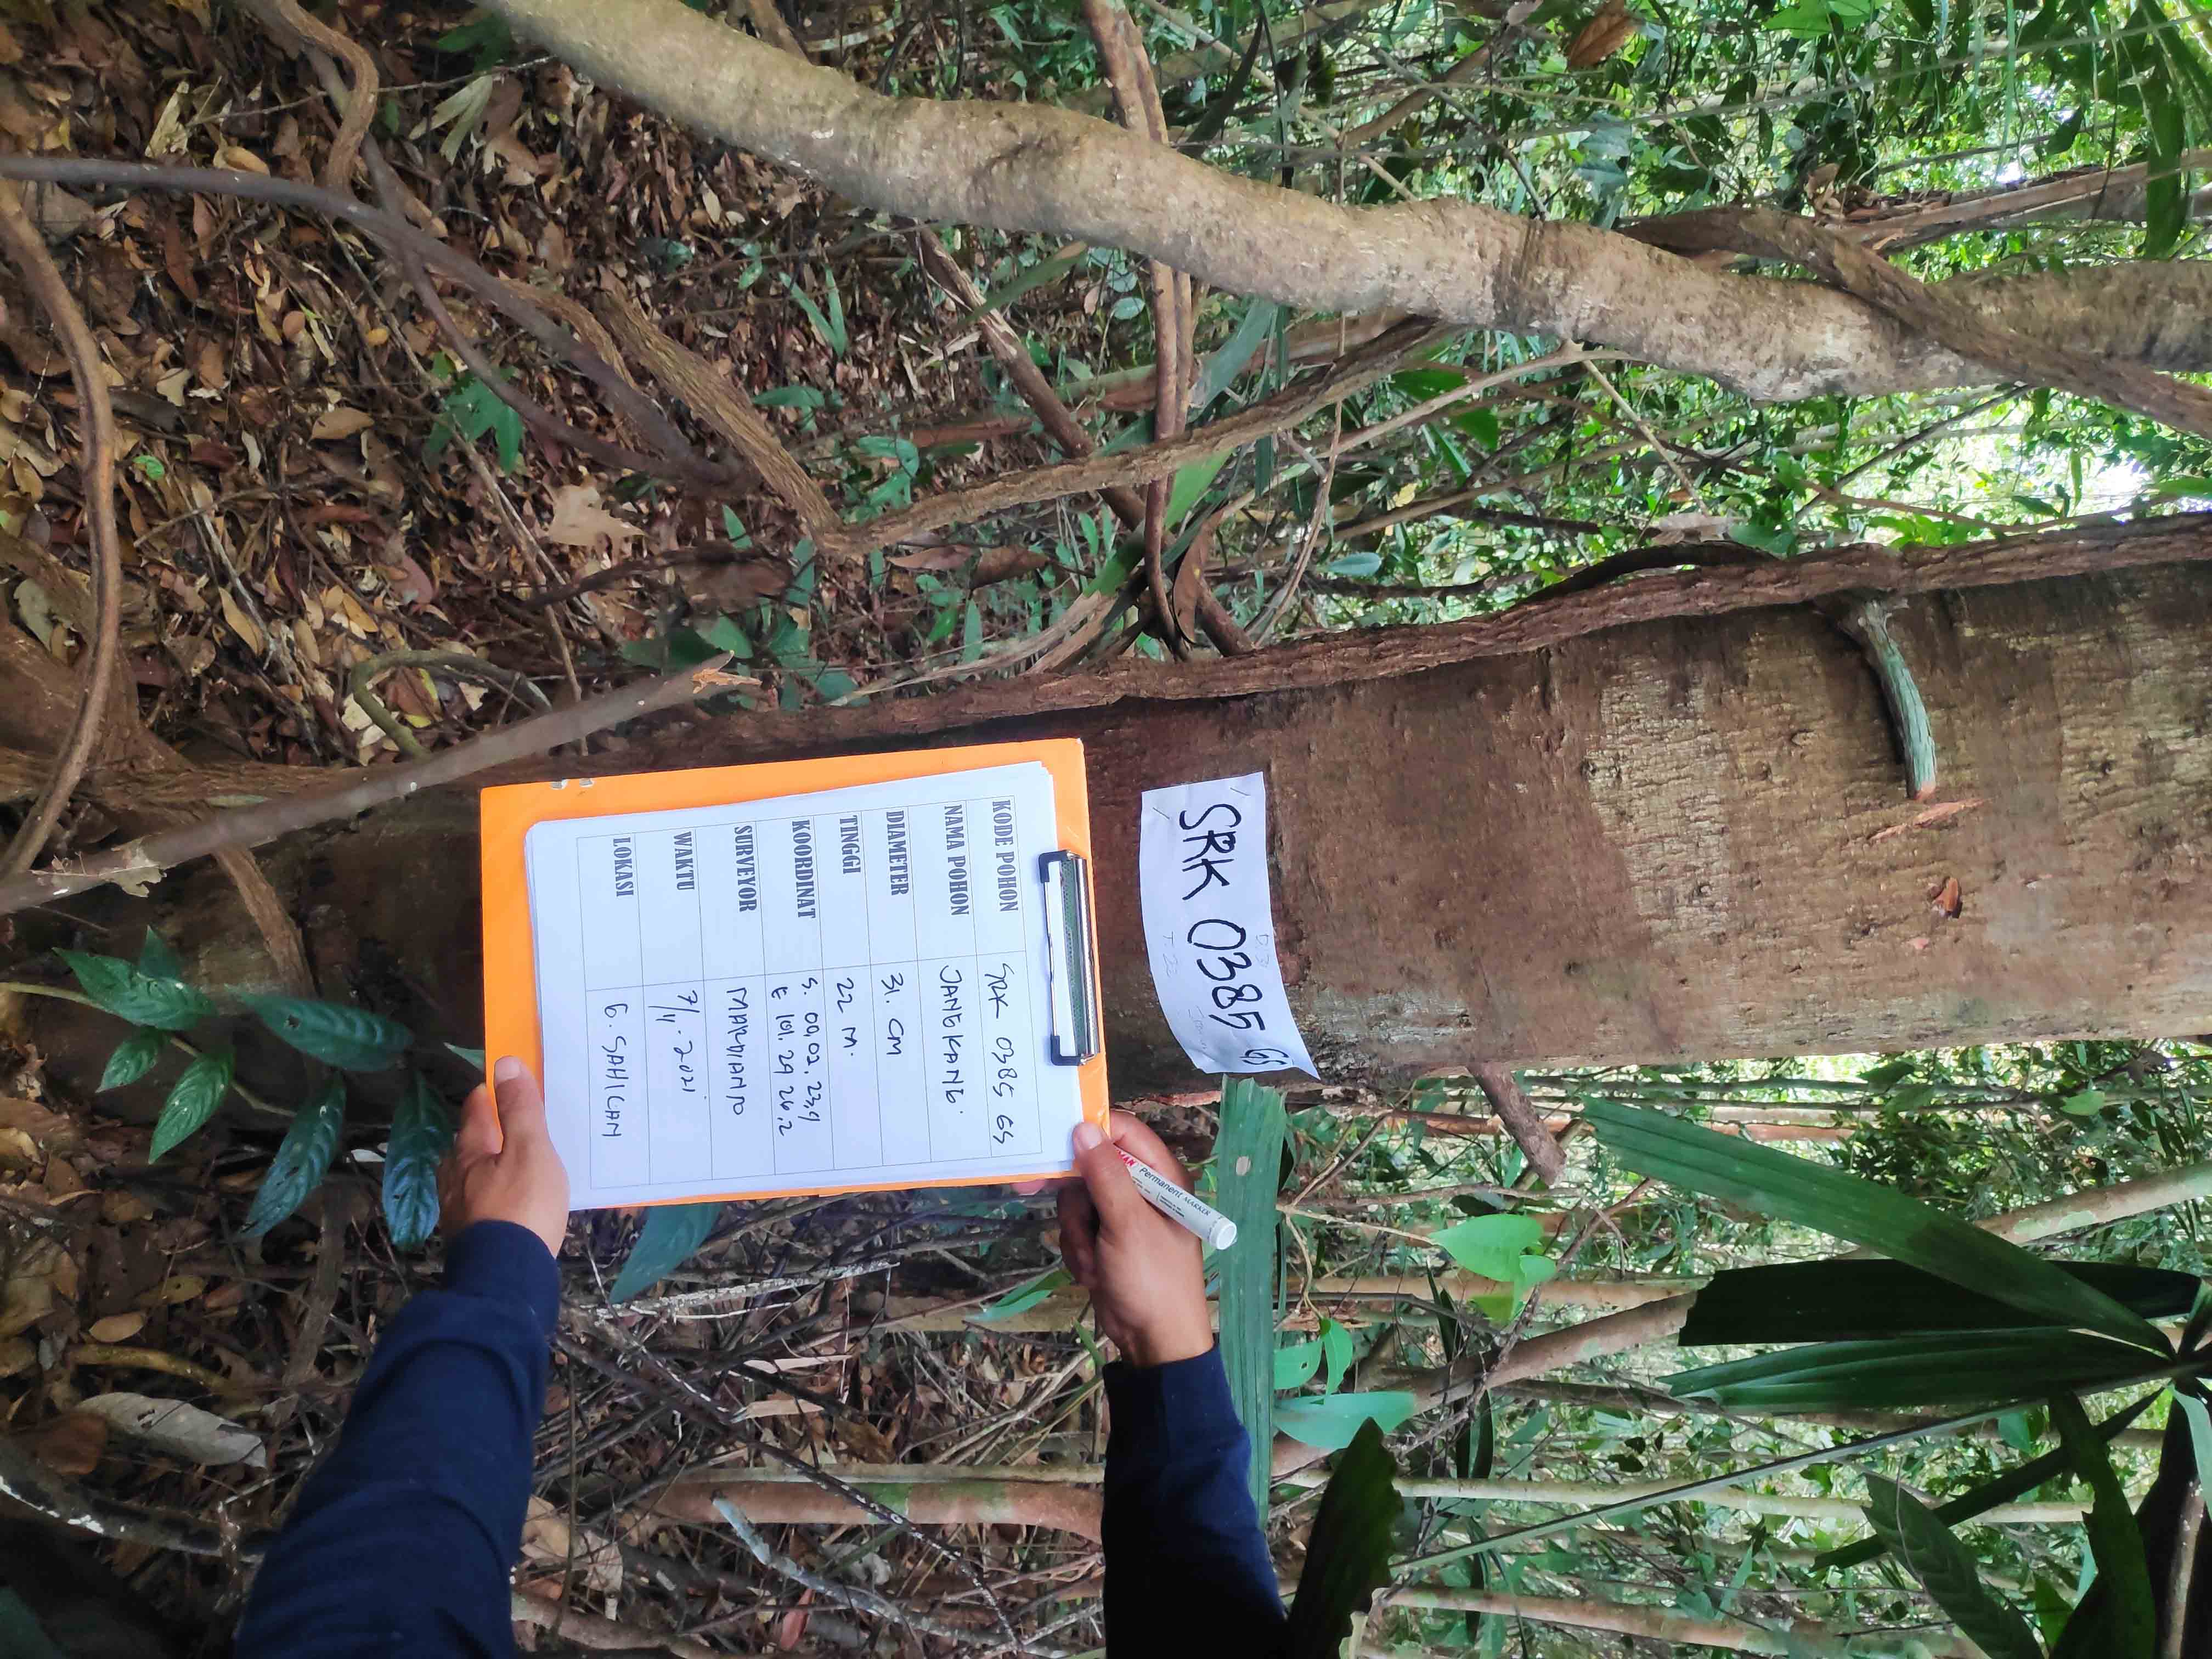 KODE POHON SRK 0385 GS
NAMA POHON JANGKANG.
DIAMETER 31. CM
TINGGI 22 M.
KOORDINAT S. 00,02, 23,9
E 101. 29 26,2
SURVEYOR MARDIANTO
WAKTU 7/4. 2021
LOKASI G. SAHILAN
SRK 0385 GS
Permanent MARKER